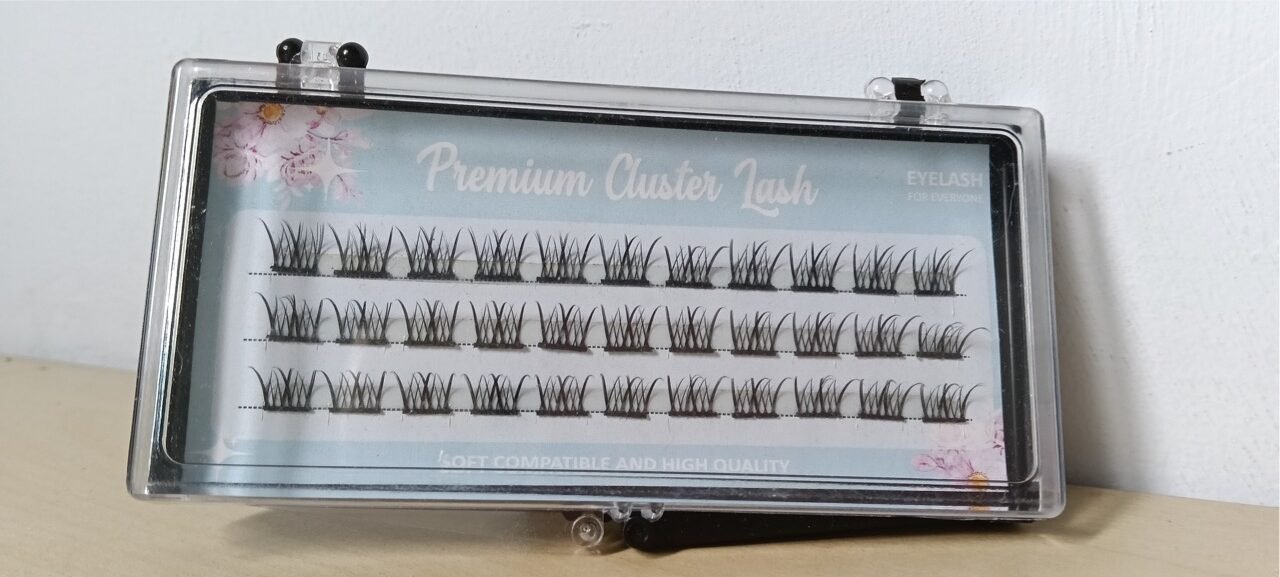 Premium Cluster Lash
EYELASH
FOR EVERYONE
SOFT COMPATIBLE AND HIGH QUALITY